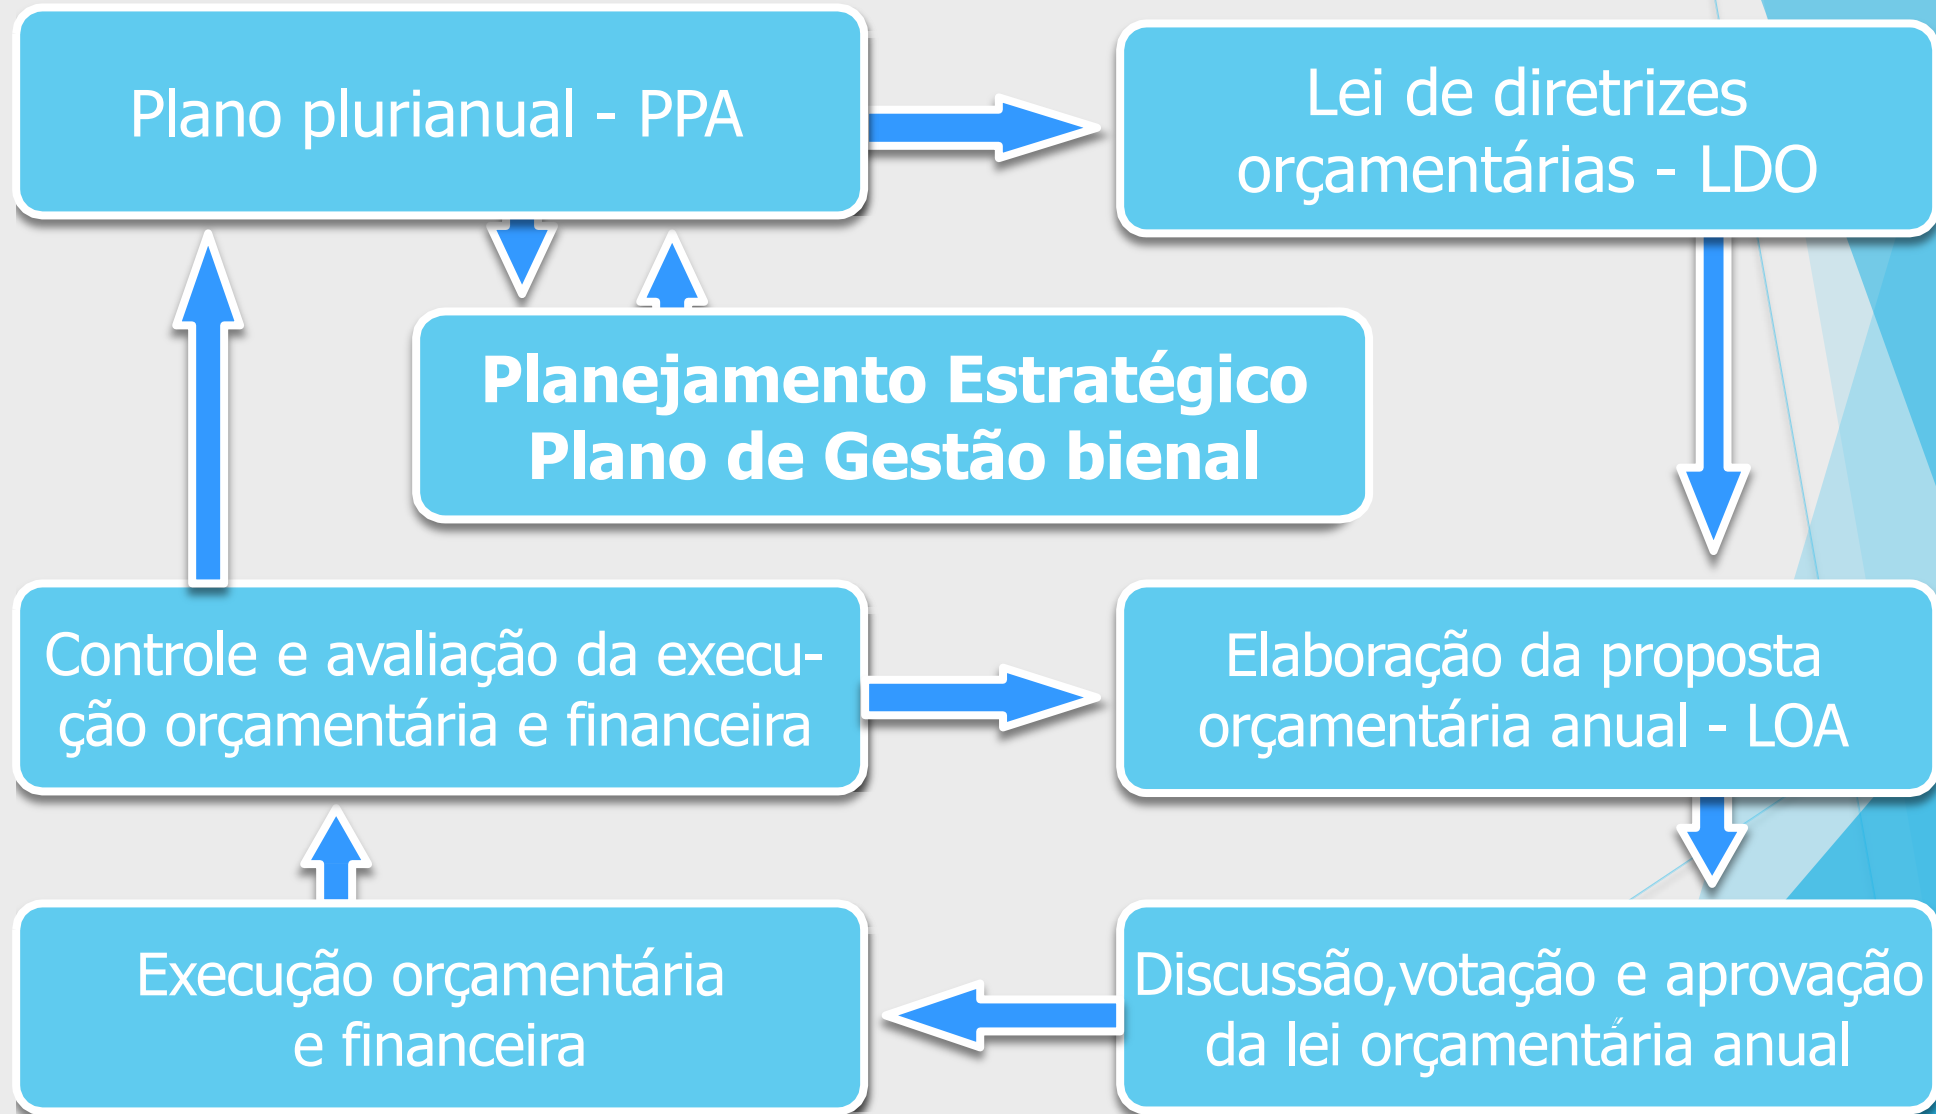 Plano plurianual - PPA
Lei de diretrizes
orçamentárias - LDO
Planejamento Estratégico
Plano de Gestão bienal
Controle e avaliação da execu-
ção orçamentária e financeira
Elaboração da proposta
orçamentária anual - LOA
Execução orçamentária
e financeira
Discussão,votação e aprovação
da lei orçamentária anual